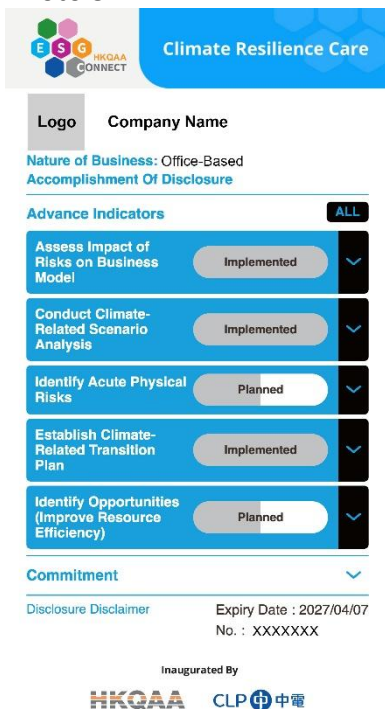 ESG
HKQAA
CONNECT
Climate Resilience Care
Logo
Company Name
Nature of Business: Office-Based
Accomplishment Of Disclosure
Advance Indicators
ALL
Assess Impact of
Risks on Business
Model
Implemented
Conduct Climate-
Related Scenario
Analysis
Implemented
Identify Acute Physical
Risks
Planned
Establish Climate-
Related Transition
Plan
Implemented
Identify Opportunities
(Improve Resource
Efficiency)
Planned
Commitment
Disclosure Disclaimer
Expiry Date : 2027/04/07
No. : XXXXXXX
Inaugurated By
HKQAA
CLP 中電